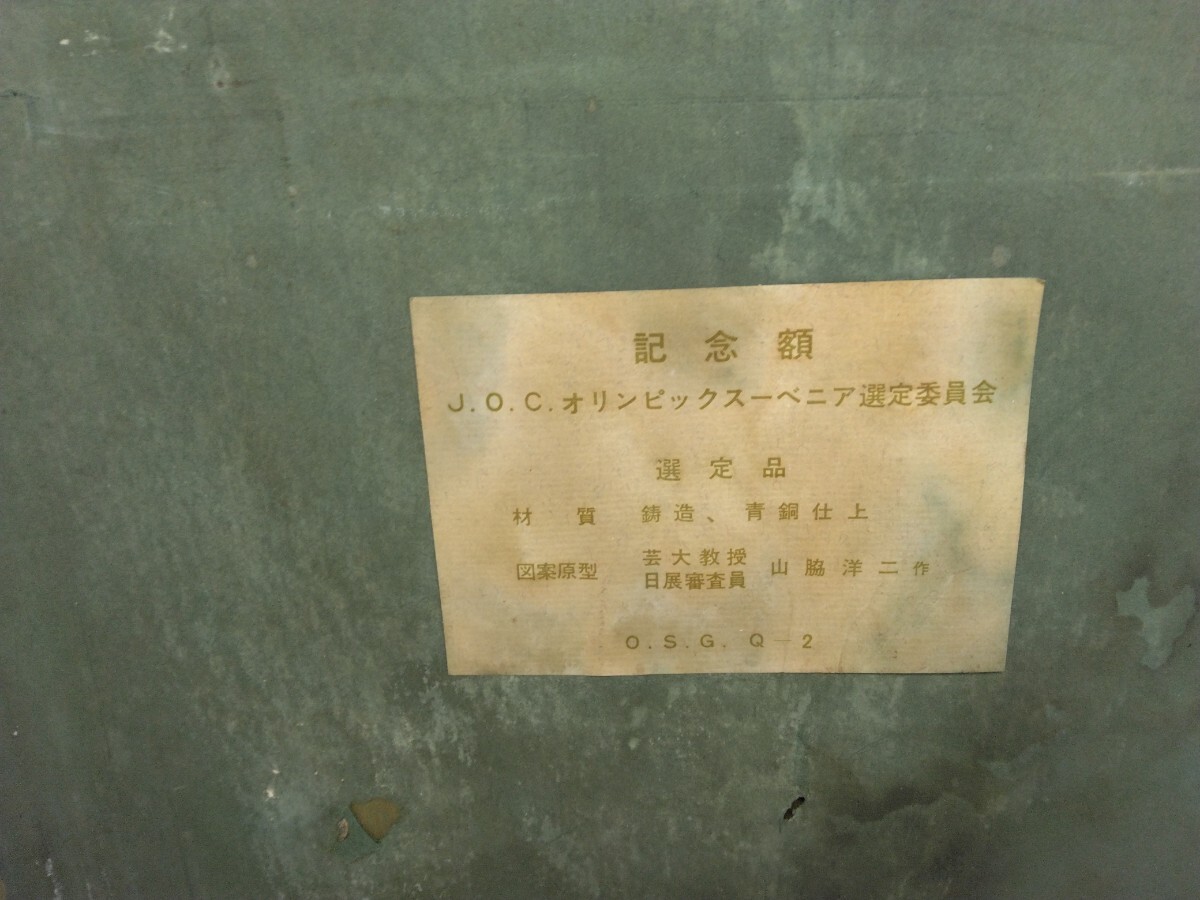 記念額
J.O.C.オリンピックスーベニア選定委員会
選定品
材質 鋳造、青銅仕上
図案原型 芸大教授 日展審査員 山脇洋二作
O.S.G. Q-2